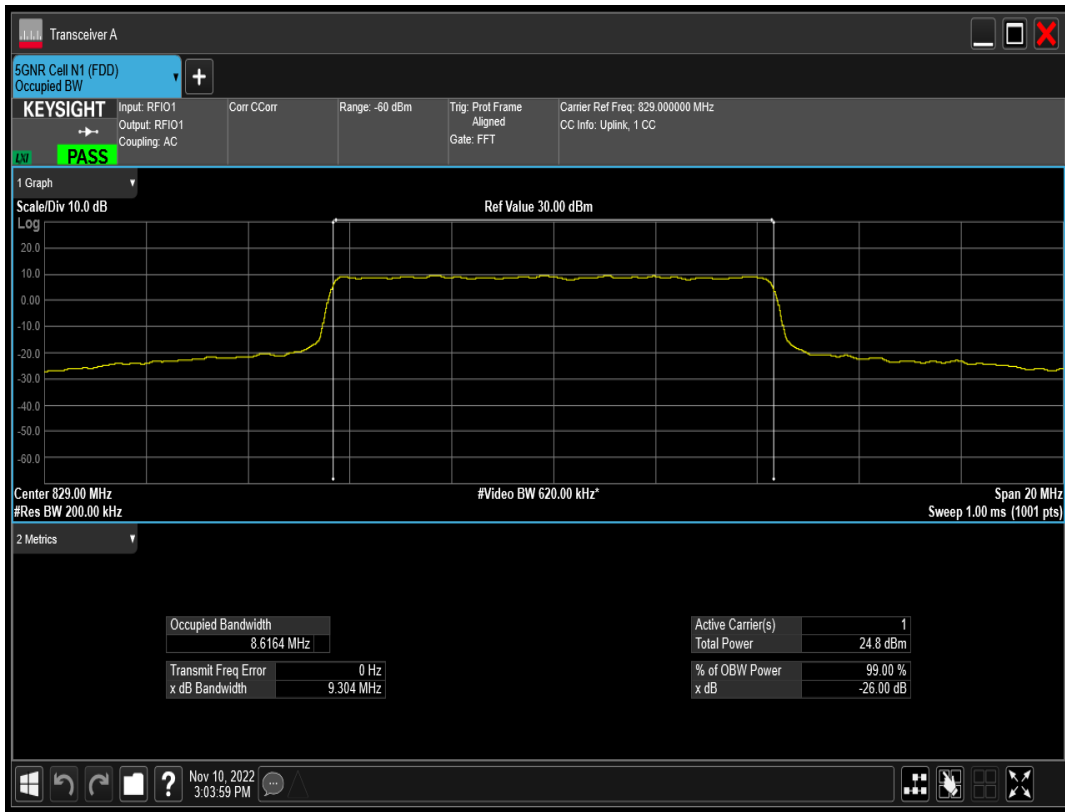 Transceiver A
5GNR Cell N1 (FDD)
Occupied BW
+
KEYSIGHT
Input: RFIO1
Output: RFIO1
Coupling: AC
LXI
PASS
Corr CCorr
Range: -60 dBm
Trig: Prot Frame
Aligned
Gate: FFT
Carrier Ref Freq: 829.000000 MHz
CC Info: Uplink, 1 CC
1 Graph
Scale/Div 10.0 dB
Ref Value 30.00 dBm
Log
20.0
10.0
0.00
-10.0
-20.0
-30.0
-40.0
-50.0
-60.0
Center 829.00 MHz
#Video BW 620.00 kHz*
Span 20 MHz
#Res BW 200.00 kHz
Sweep 1.00 ms (1001 pts)
2 Metrics
Occupied Bandwidth
8.6164 MHz
Transmit Freq Error 0 Hz
x dB Bandwidth 9.304 MHz
Active Carrier(s) 1
Total Power 24.8 dBm
% of OBW Power 99.00 %
x dB -26.00 dB
?
Nov 10, 2022
3:03:59 PM